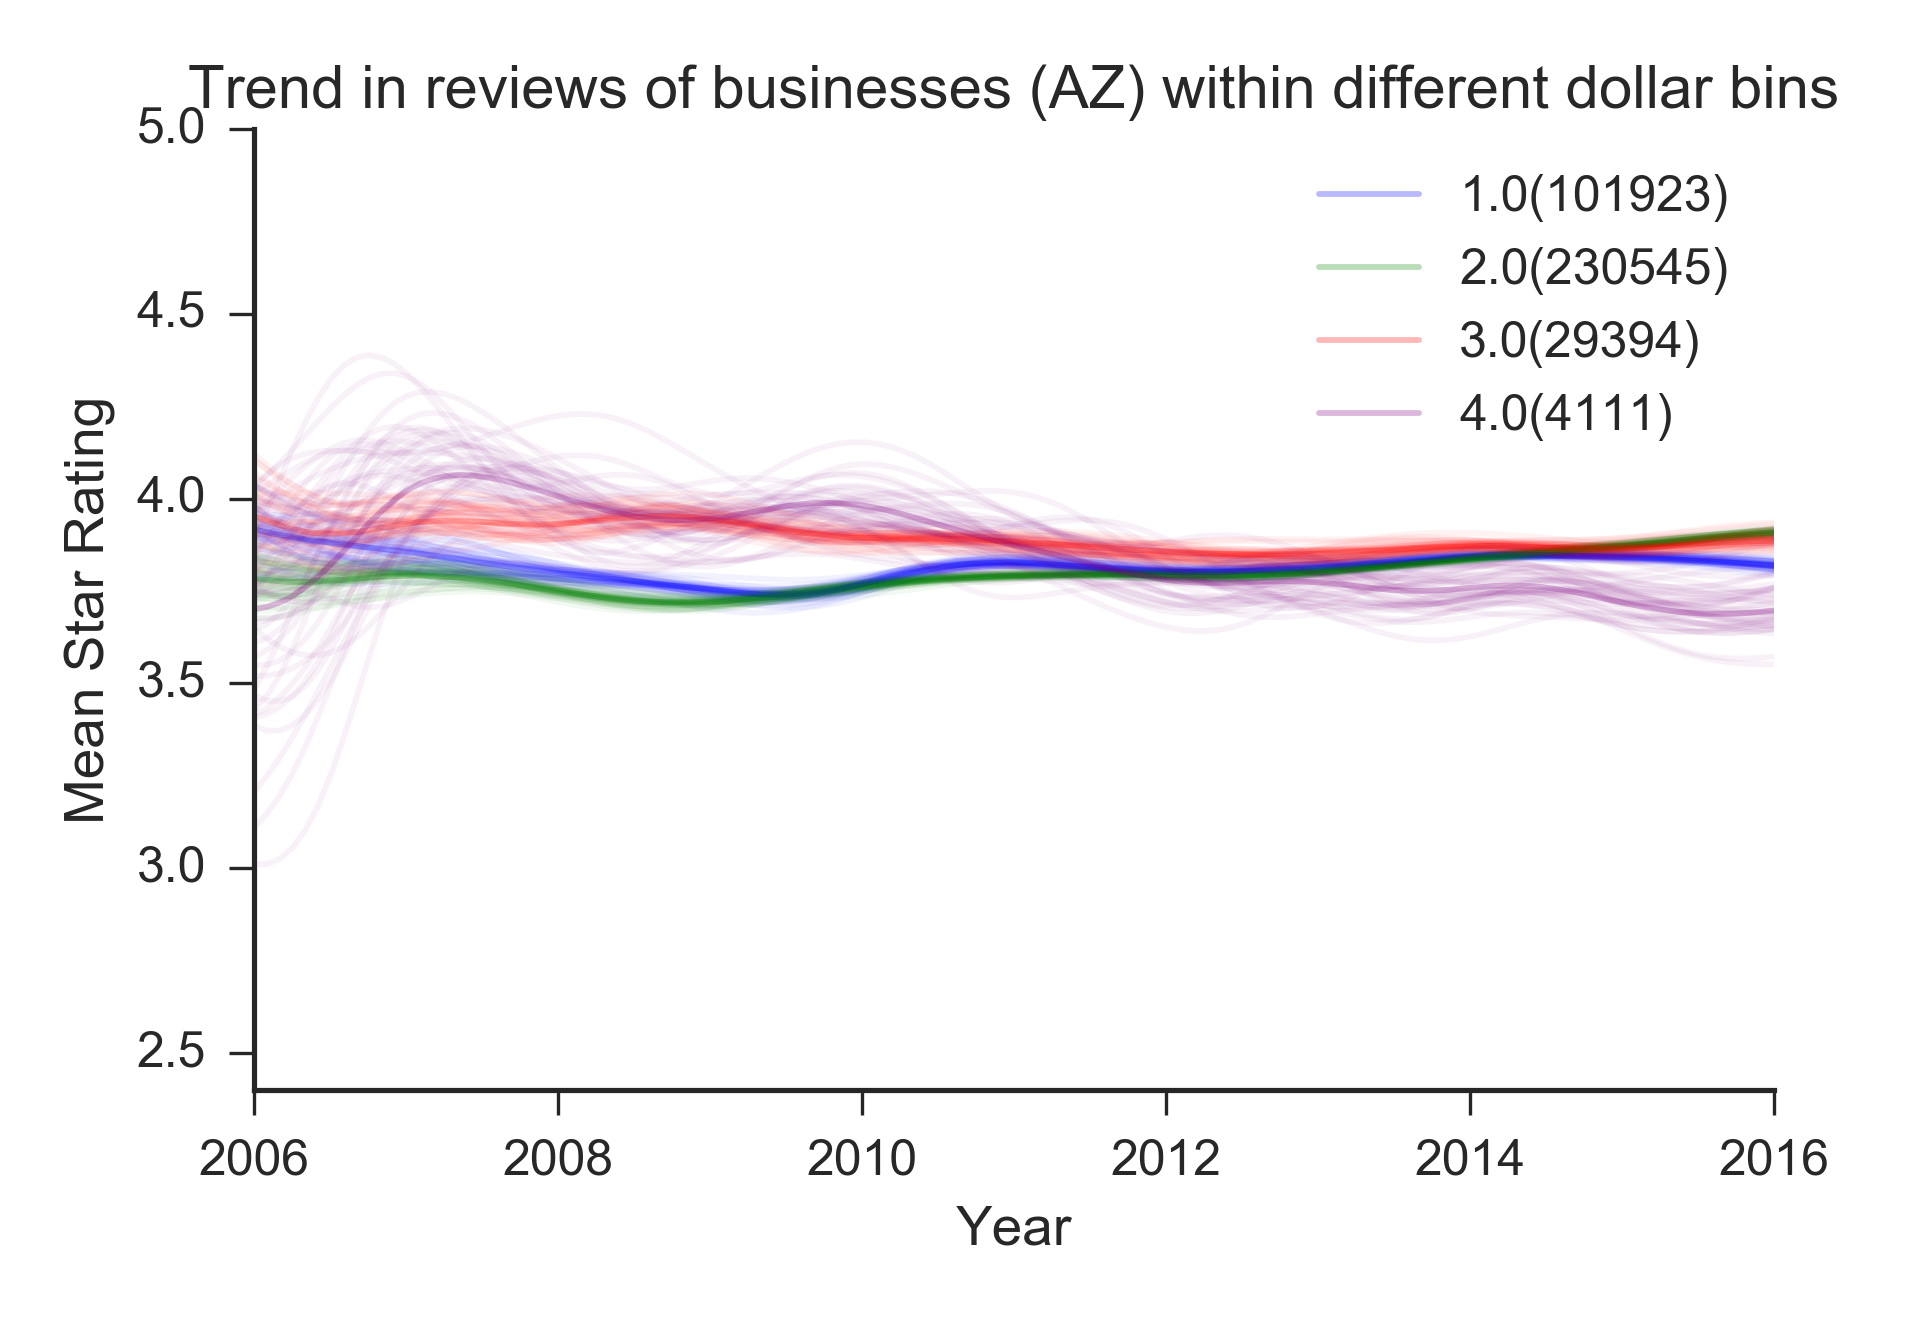 Trend in reviews of businesses (AZ) within different dollar bins
5.0
4.5
4.0
3.5
3.0
2.5
Mean Star Rating
1.0(101923)
2.0(230545)
3.0(29394)
4.0(4111)
2006 2008 2010 2012 2014 2016
Year